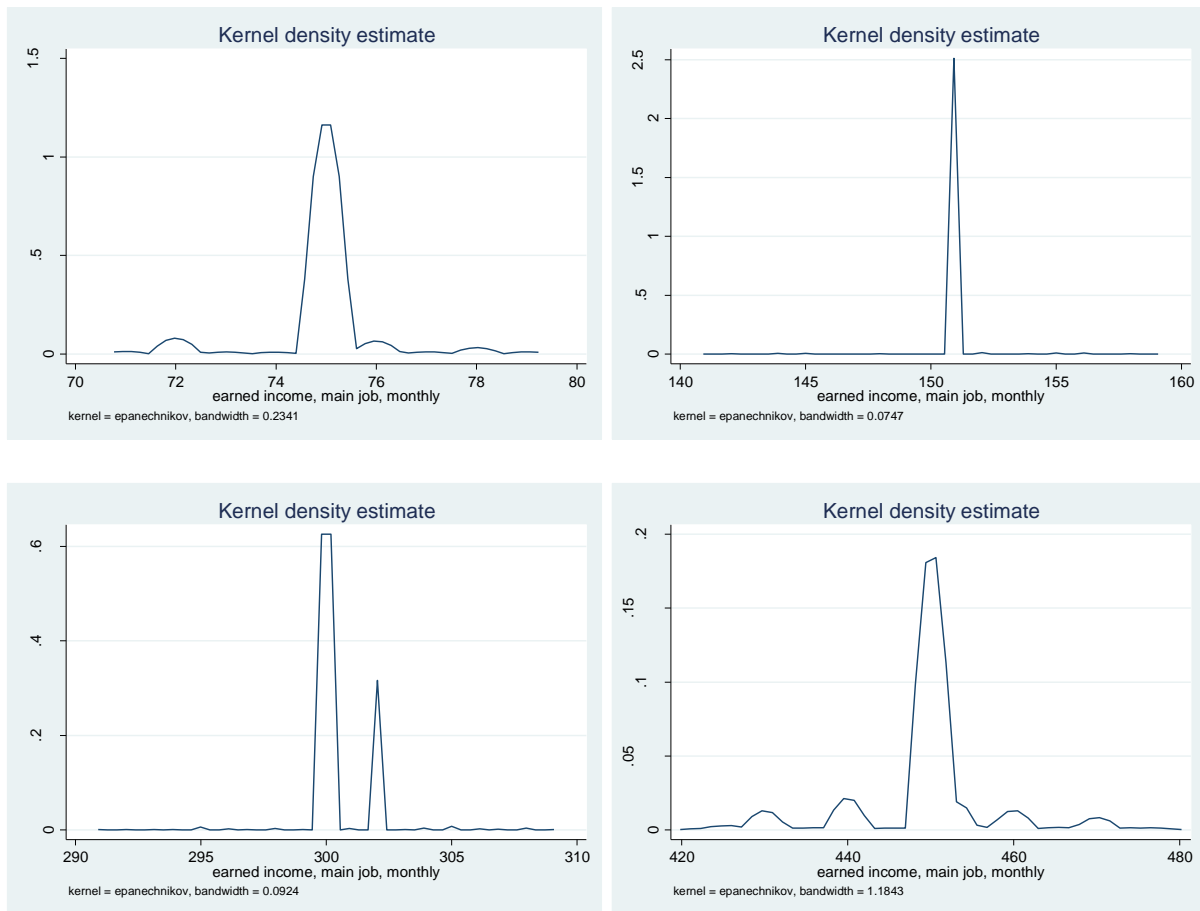 Kernel density estimate
1.5
1
.5
0
70 72 74 76 78 80
earned income, main job, monthly
kernel = epanechnikov, bandwidth = 0.2341
Kernel density estimate
2.5
2
1.5
1
.5
0
140 145 150 155 160
earned income, main job, monthly
kernel = epanechnikov, bandwidth = 0.0747
Kernel density estimate
.6
.4
.2
0
290 295 300 305 310
earned income, main job, monthly
kernel = epanechnikov, bandwidth = 0.0924
Kernel density estimate
.2
.15
.1
.05
0
420 440 460 480
earned income, main job, monthly
kernel = epanechnikov, bandwidth = 1.1843